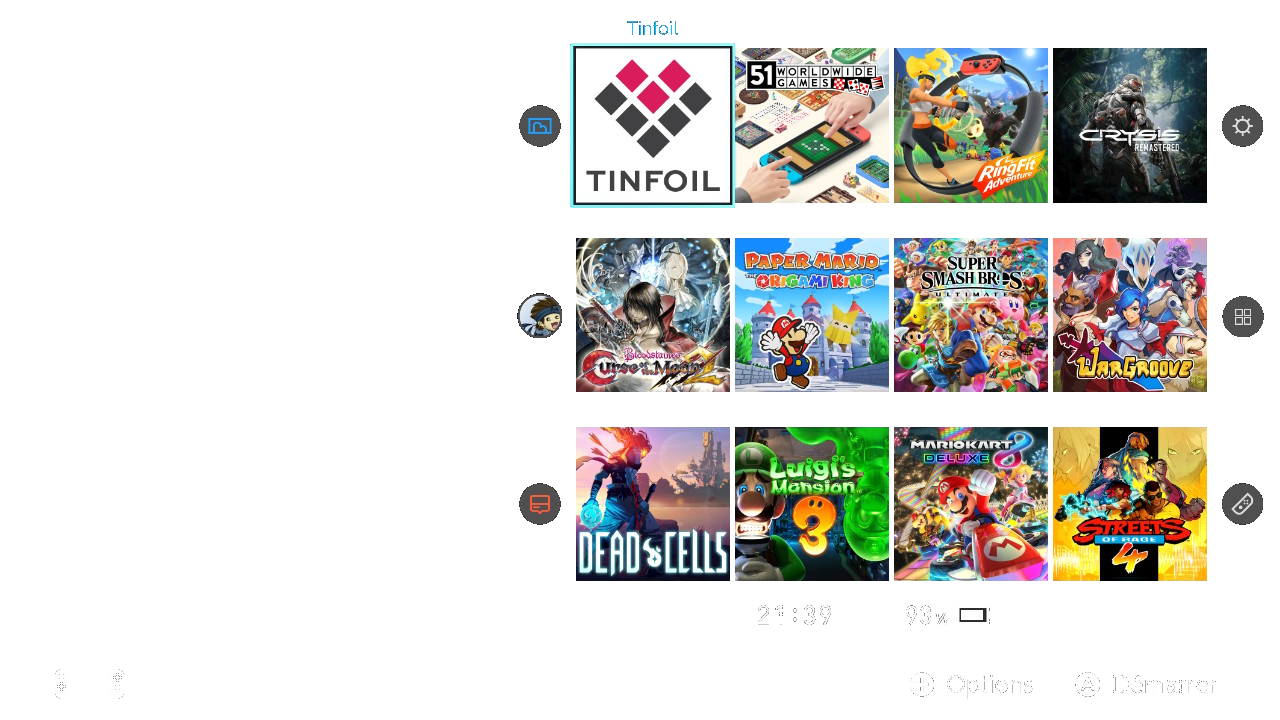 Tinfoil
TINFOIL
51 WORLDWIDE
GAMES
RingFit
Adventure
CRYSIS
REMASTERED
Bloodstained
Curse of the Moon 2
PAPER MARIO
THE ORIGAMI KING
SUPER
SMASH BROS.
ULTIMATE
WARGROOVE
DEAD CELLS
LUIGI'S
Mansion
3
MARIOKART 8
DELUXE
STREETS
OF RAGE
4
21:39
93%
Options
A Démarrer